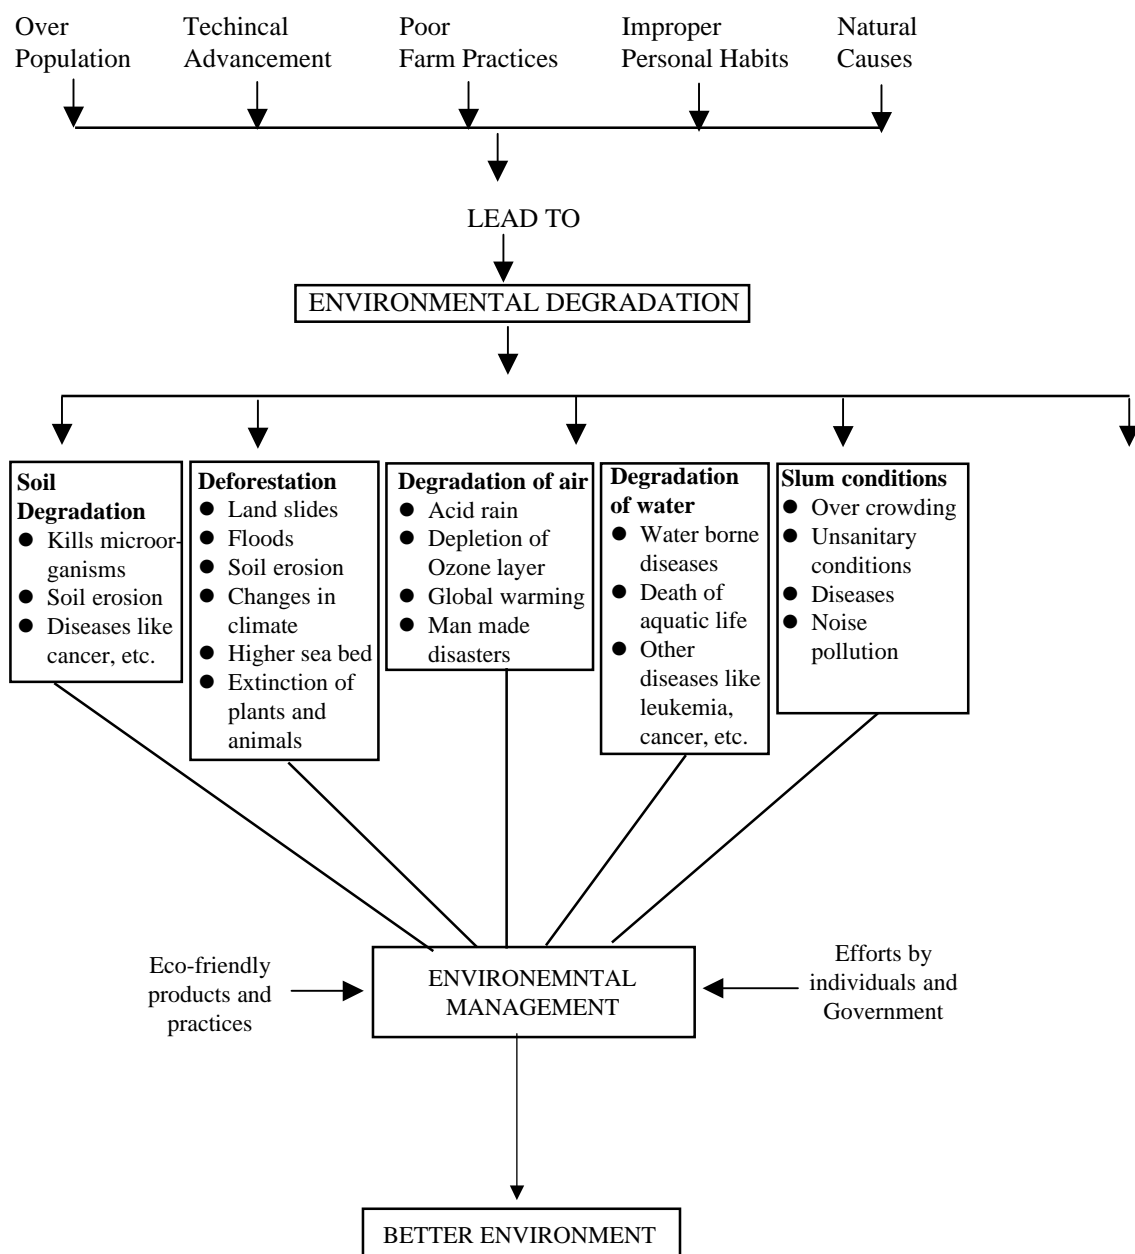 Over
Population
Techincal
Advancement
Poor
Farm Practices
Improper
Personal Habits
Natural
Causes
LEAD TO
ENVIRONMENTAL DEGRADATION
Soil
Degradation
● Kills microor-
ganisms
● Soil erosion
● Diseases like
cancer, etc.
Deforestation
● Land slides
● Floods
● Soil erosion
● Changes in
climate
● Higher sea bed
● Extinction of
plants and
animals
Degradation of air
● Acid rain
● Depletion of
Ozone layer
● Global warming
● Man made
disasters
Degradation
of water
● Water borne
diseases
● Death of
aquatic life
● Other
diseases like
leukemia,
cancer, etc.
Slum conditions
● Over crowding
● Unsanitary
conditions
● Diseases
● Noise
pollution
Eco-friendly
products and
practices
ENVIRONEMNTAL
MANAGEMENT
Efforts by
individuals and
Government
BETTER ENVIRONMENT